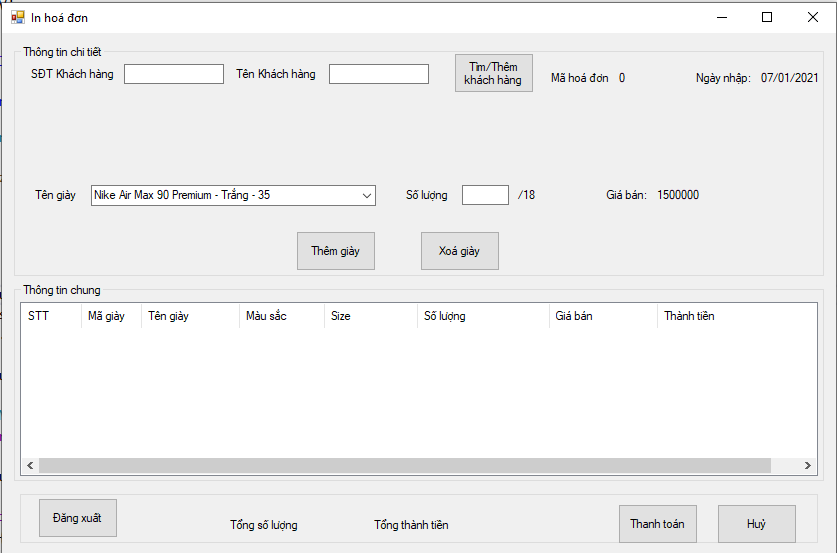 In hoá đơn
Thông tin chi tiết
SĐT Khách hàng Tên Khách hàng Tìm/Thêm khách hàng Mã hoá đơn 0 Ngày nhập: 07/01/2021
Tên giày Nike Air Max 90 Premium - Trắng - 35 Số lượng /18 Giá bán: 1500000
Thêm giày Xoá giày
Thông tin chung
STT Mã giày Tên giày Màu sắc Size Số lượng Giá bán Thành tiền
Đăng xuất Tổng số lượng Tổng thành tiền Thanh toán Huỷ